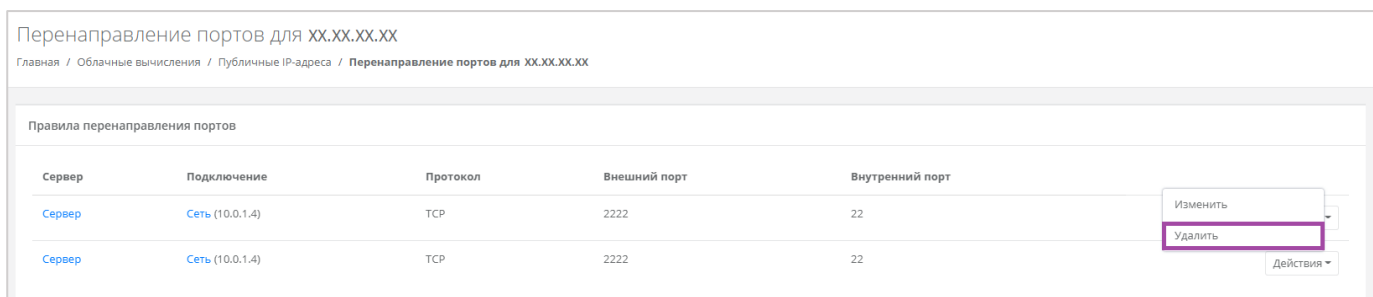 Перенаправление портов для XX.XX.XX.XX
Главная / Облачные вычисления / Публичные IP-адреса / Перенаправление портов для XX.XX.XX.XX
Правила перенаправления портов
Сервер Подключение Протокол Внешний порт Внутренний порт
Изменить
Сервер Сеть (10.0.1.4) TCP 2222 22
Удалить
Сервер Сеть (10.0.1.4) TCP 2222 22 Действия